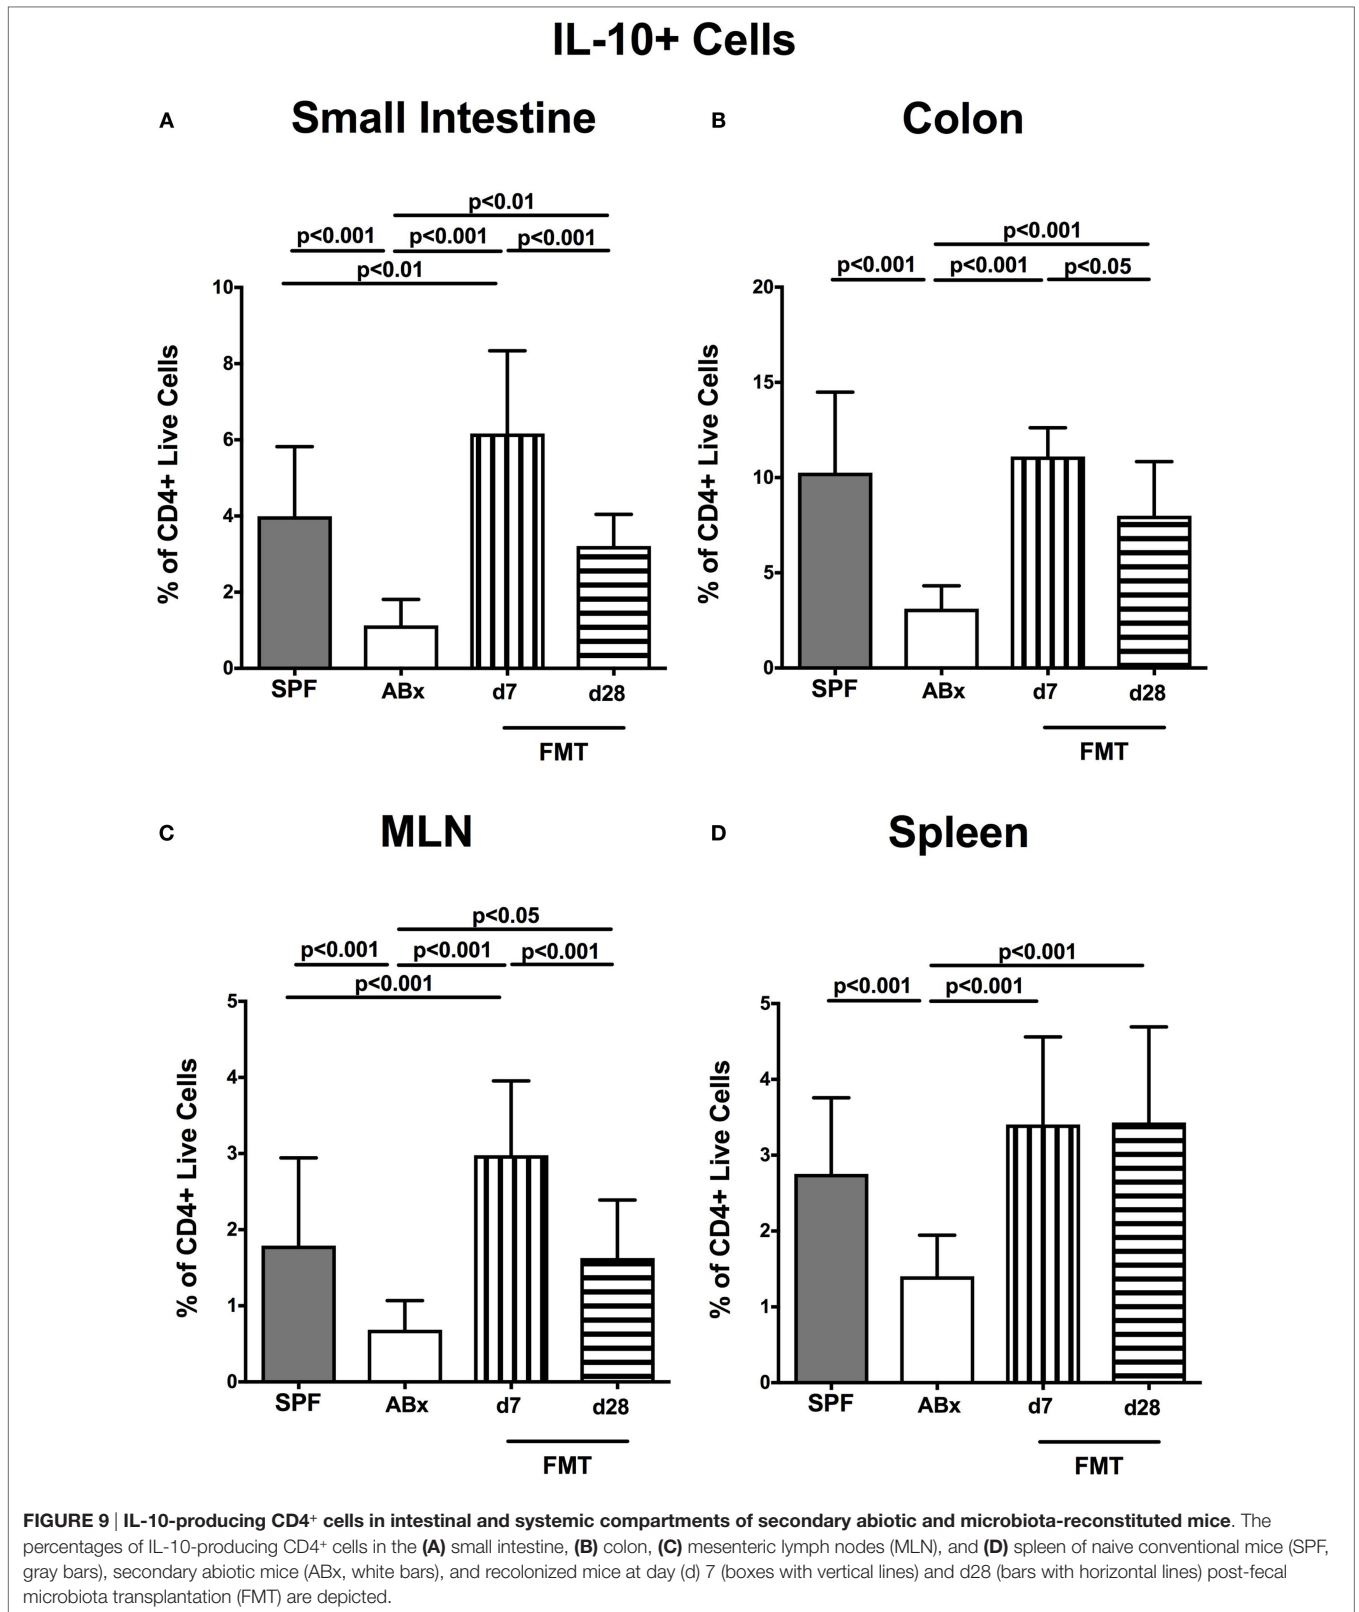 IL-10+ Cells
A
Small Intestine
p<0.01
p<0.001 p<0.001 p<0.001
p<0.01
% of CD4+ Live Cells
10
8
6
4
2
0
SPF ABx d7 d28
FMT
B
Colon
p<0.001
p<0.001 p<0.001 p<0.05
% of CD4+ Live Cells
20
15
10
5
0
SPF ABx d7 d28
FMT
C
MLN
p<0.05
p<0.001 p<0.001 p<0.001
p<0.001
% of CD4+ Live Cells
5
4
3
2
1
0
SPF ABx d7 d28
FMT
D
Spleen
p<0.001
p<0.001 p<0.001
% of CD4+ Live Cells
5
4
3
2
1
0
SPF ABx d7 d28
FMT
FIGURE 9 | IL-10-producing CD4⁺ cells in intestinal and systemic compartments of secondary abiotic and microbiota-reconstituted mice. The
percentages of IL-10-producing CD4⁺ cells in the (A) small intestine, (B) colon, (C) mesenteric lymph nodes (MLN), and (D) spleen of naive conventional mice (SPF,
gray bars), secondary abiotic mice (ABx, white bars), and recolonized mice at day (d) 7 (boxes with vertical lines) and d28 (bars with horizontal lines) post-fecal
microbiota transplantation (FMT) are depicted.